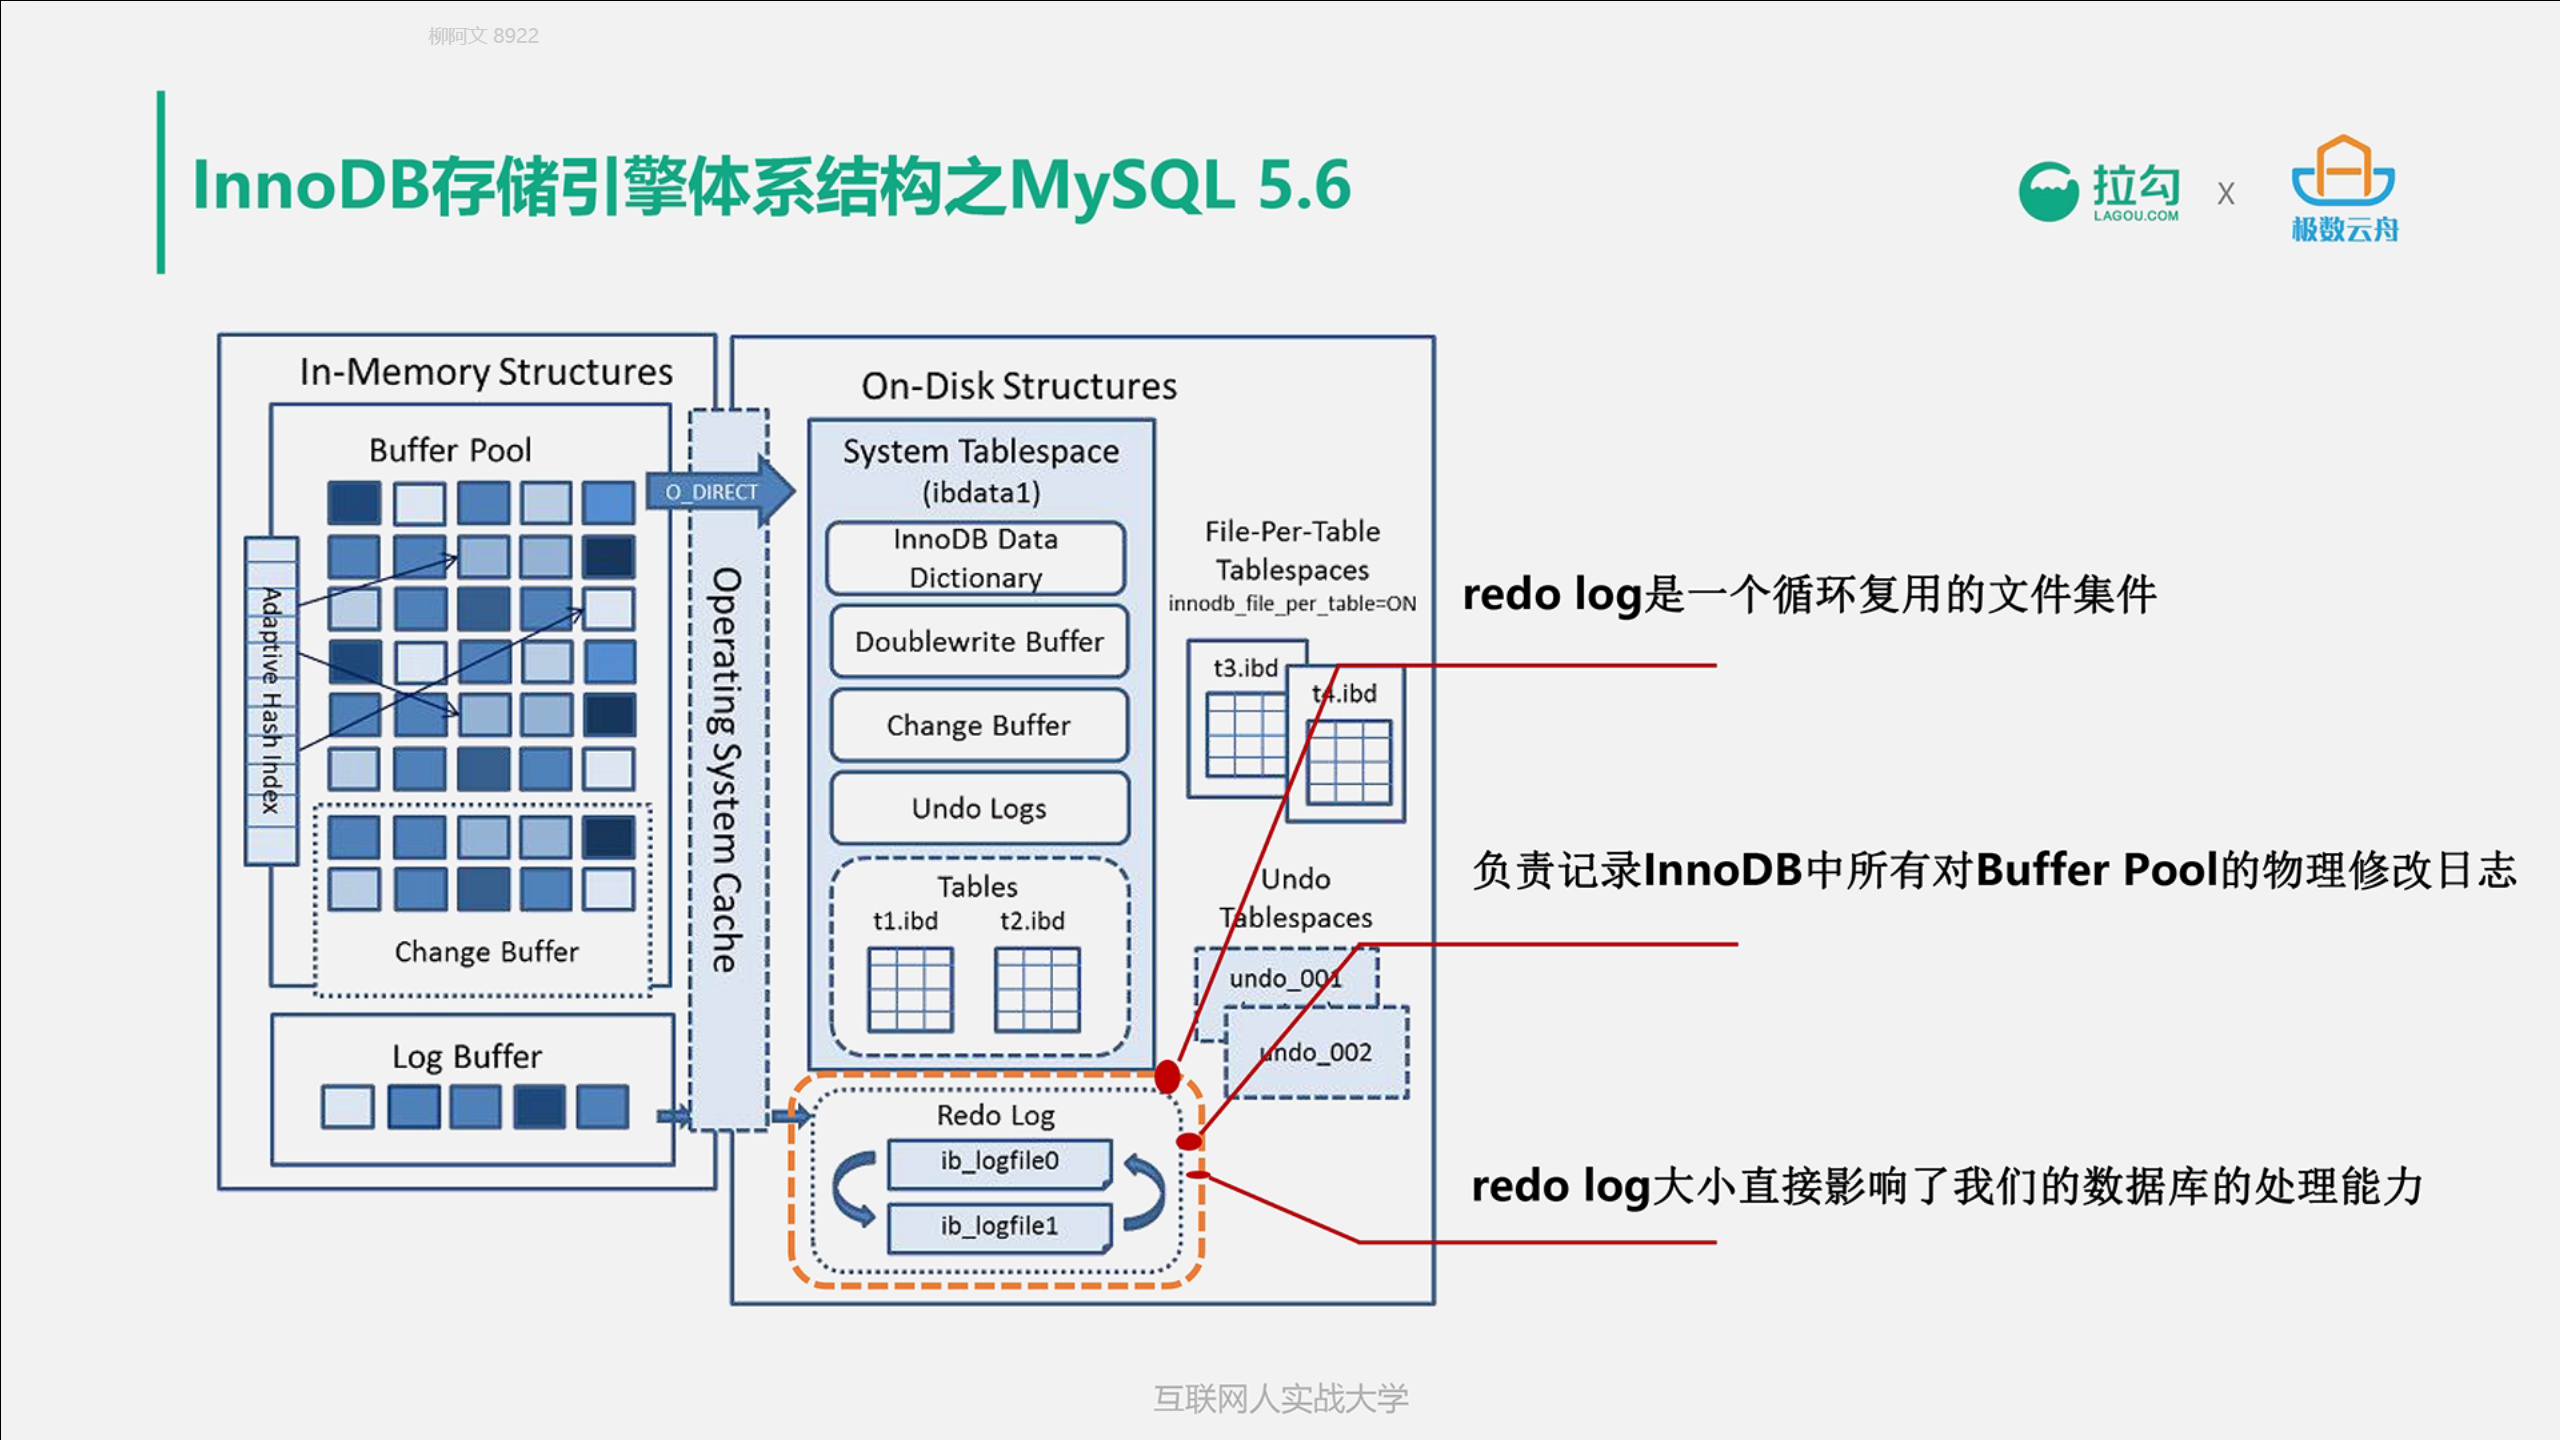 柳阿文 8922
InnoDB存储引擎体系结构之MySQL 5.6
拉勾
LAGOU.COM
X
极数云舟
In-Memory Structures
Buffer Pool
Adaptive Hash Index
Change Buffer
Log Buffer
O_DIRECT
Operating System Cache
On-Disk Structures
System Tablespace
(ibdata1)
InnoDB Data
Dictionary
Doublewrite Buffer
Change Buffer
Undo Logs
Tables
t1.ibd
t2.ibd
File-Per-Table
Tablespaces
innodb_file_per_table=ON
t3.ibd
t4.ibd
Undo
Tablespaces
undo_001
undo_002
Redo Log
ib_logfile0
ib_logfile1
redo log是一个循环复用的文件集件
负责记录InnoDB中所有对Buffer Pool的物理修改日志
redo log大小直接影响了我们的数据库的处理能力
互联网人实战大学